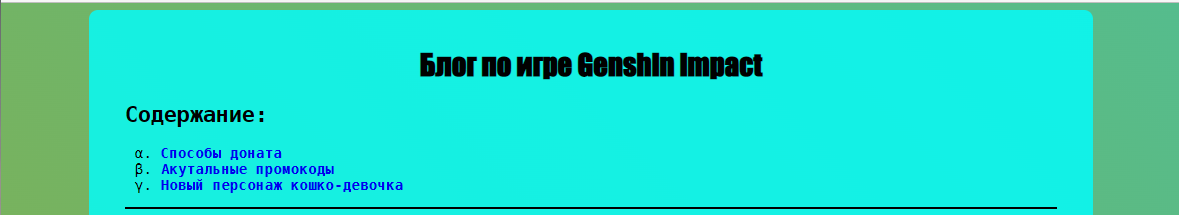 Блог по игре Genshin Impact
Содержание:
α. Способы доната
β. Акутальные промокоды
γ. Новый персонаж кошко-девочка